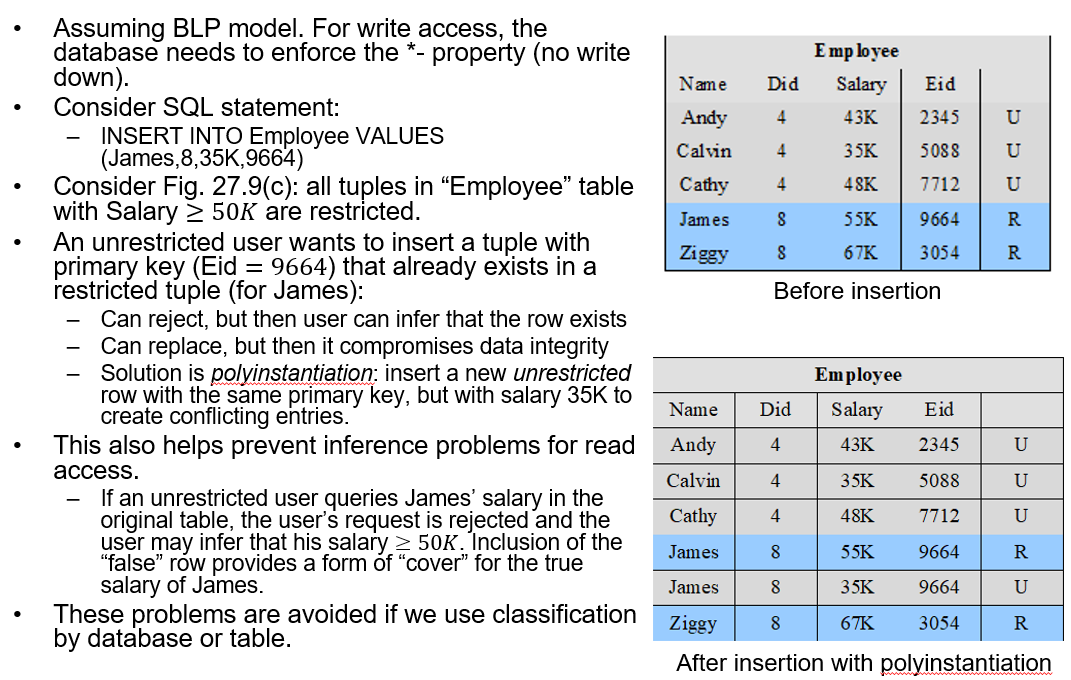 • Assuming BLP model. For write access, the
database needs to enforce the *- property (no write
down).
• Consider SQL statement:
– INSERT INTO Employee VALUES
(James,8,35K,9664)
• Consider Fig. 27.9(c): all tuples in “Employee” table
with Salary ≥ 50K are restricted.
• An unrestricted user wants to insert a tuple with
primary key (Eid = 9664) that already exists in a
restricted tuple (for James):
– Can reject, but then user can infer that the row exists
– Can replace, but then it compromises data integrity
– Solution is polyinstantiation: insert a new unrestricted
row with the same primary key, but with salary 35K to
create conflicting entries.
• This also helps prevent inference problems for read
access.
– If an unrestricted user queries James’ salary in the
original table, the user’s request is rejected and the
user may infer that his salary ≥ 50K. Inclusion of the
“false” row provides a form of “cover” for the true
salary of James.
• These problems are avoided if we use classification
by database or table.
Employee
Name Did Salary Eid
Andy 4 43K 2345 U
Calvin 4 35K 5088 U
Cathy 4 48K 7712 U
James 8 55K 9664 R
Ziggy 8 67K 3054 R
Before insertion
Employee
Name Did Salary Eid
Andy 4 43K 2345 U
Calvin 4 35K 5088 U
Cathy 4 48K 7712 U
James 8 55K 9664 R
James 8 35K 9664 U
Ziggy 8 67K 3054 R
After insertion with polyinstantiation